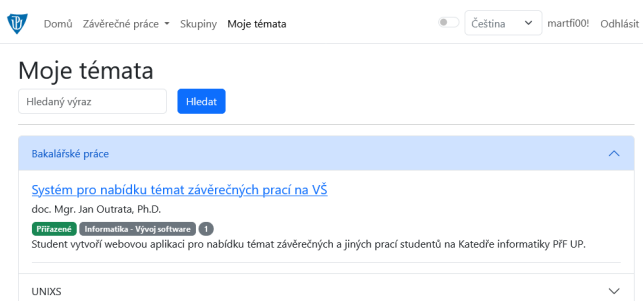 Domů Závěrečné práce Skupiny Moje témata Čeština martfi00! Odhlásit
Moje témata
Hledaný výraz Hledat
Bakalářské práce
Systém pro nabídku témat závěrečných prací na VŠ
doc. Mgr. Jan Outrata, Ph.D.
Přiřazené Informatika - Vývoj software 1
Student vytvoří webovou aplikaci pro nabídku témat závěrečných a jiných prací studentů na Katedře informatiky PřF UP.
UNIXS